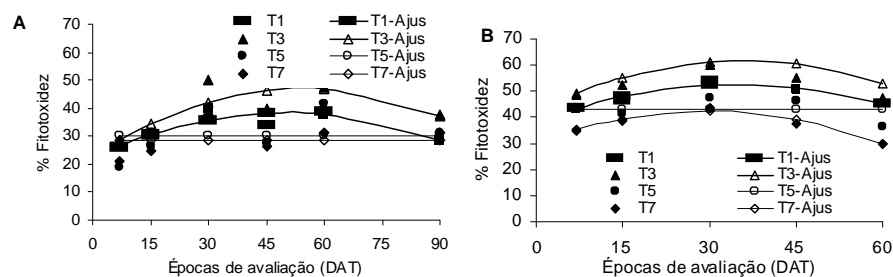 A
% Fitotoxidez
70
60
50
40
30
20
10
0
T1
T3
T5
T7
T1-Ajus
T3-Ajus
T5-Ajus
T7-Ajus
0 15 30 45 60 75 90
Épocas de avaliação (DAT)
B
% Fitotoxidez
70
60
50
40
30
20
10
0
T1
T3
T5
T7
T1-Ajus
T3-Ajus
T5-Ajus
T7-Ajus
0 15 30 45 60
Épocas de avaliação (DAT)